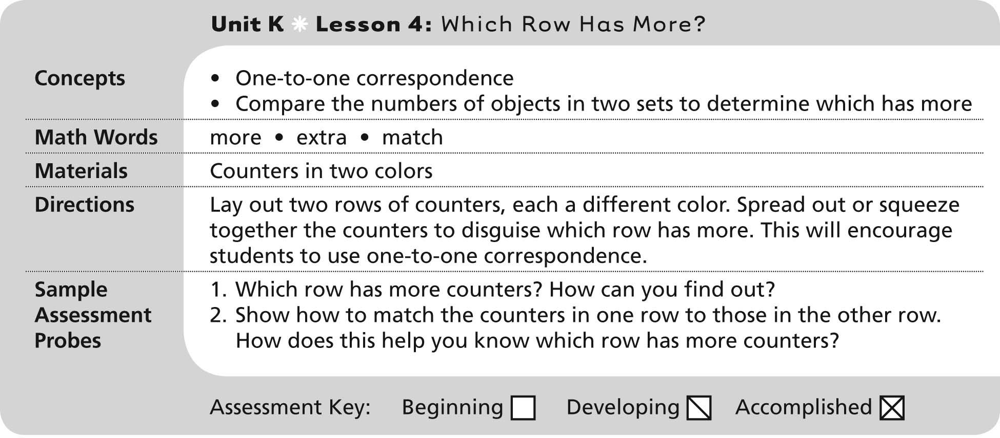 Unit K Lesson 4: Which Row Has More?
Concepts
• One-to-one correspondence
• Compare the numbers of objects in two sets to determine which has more
Math Words
more • extra • match
Materials
Counters in two colors
Directions
Lay out two rows of counters, each a different color. Spread out or squeeze
together the counters to disguise which row has more. This will encourage
students to use one-to-one correspondence.
Sample
Assessment
Probes
1. Which row has more counters? How can you find out?
2. Show how to match the counters in one row to those in the other row.
How does this help you know which row has more counters?
Assessment Key: Beginning Developing Accomplished